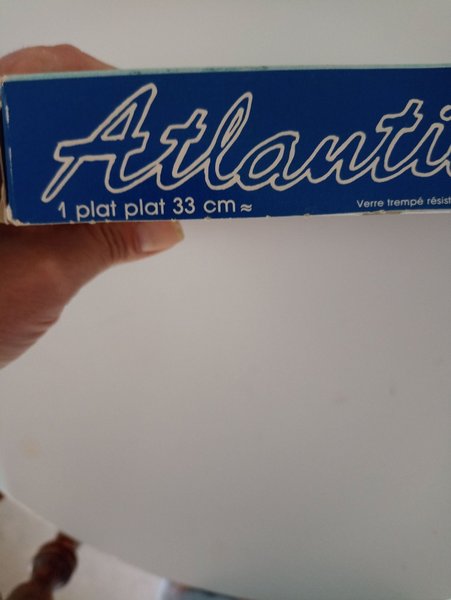 Atlanti
1 plat plat 33 cm ≈ Verre trempé résist